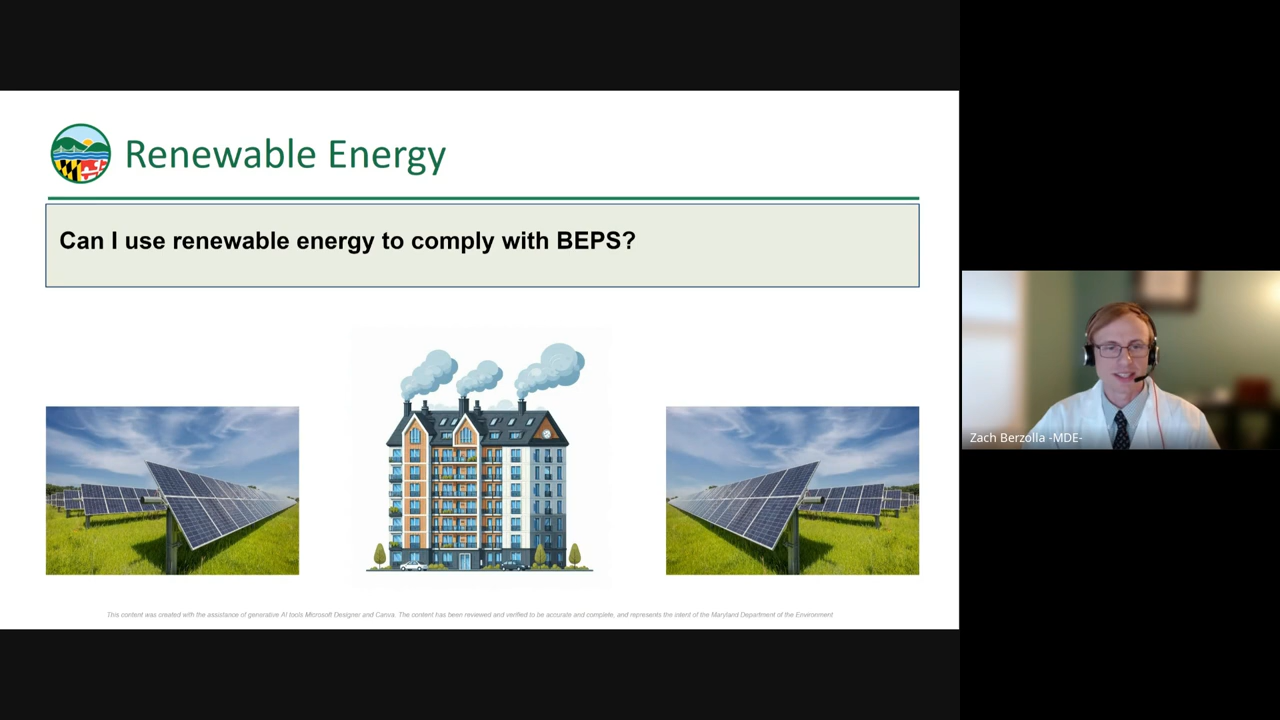 Renewable Energy
Can I use renewable energy to comply with BEPS?
This content was created with the assistance of generative AI tools Microsoft Designer and Canva. The content has been reviewed and verified to be accurate and complete, and represents the intent of the Maryland Department of the Environment
Zach Berzolla -MDE-